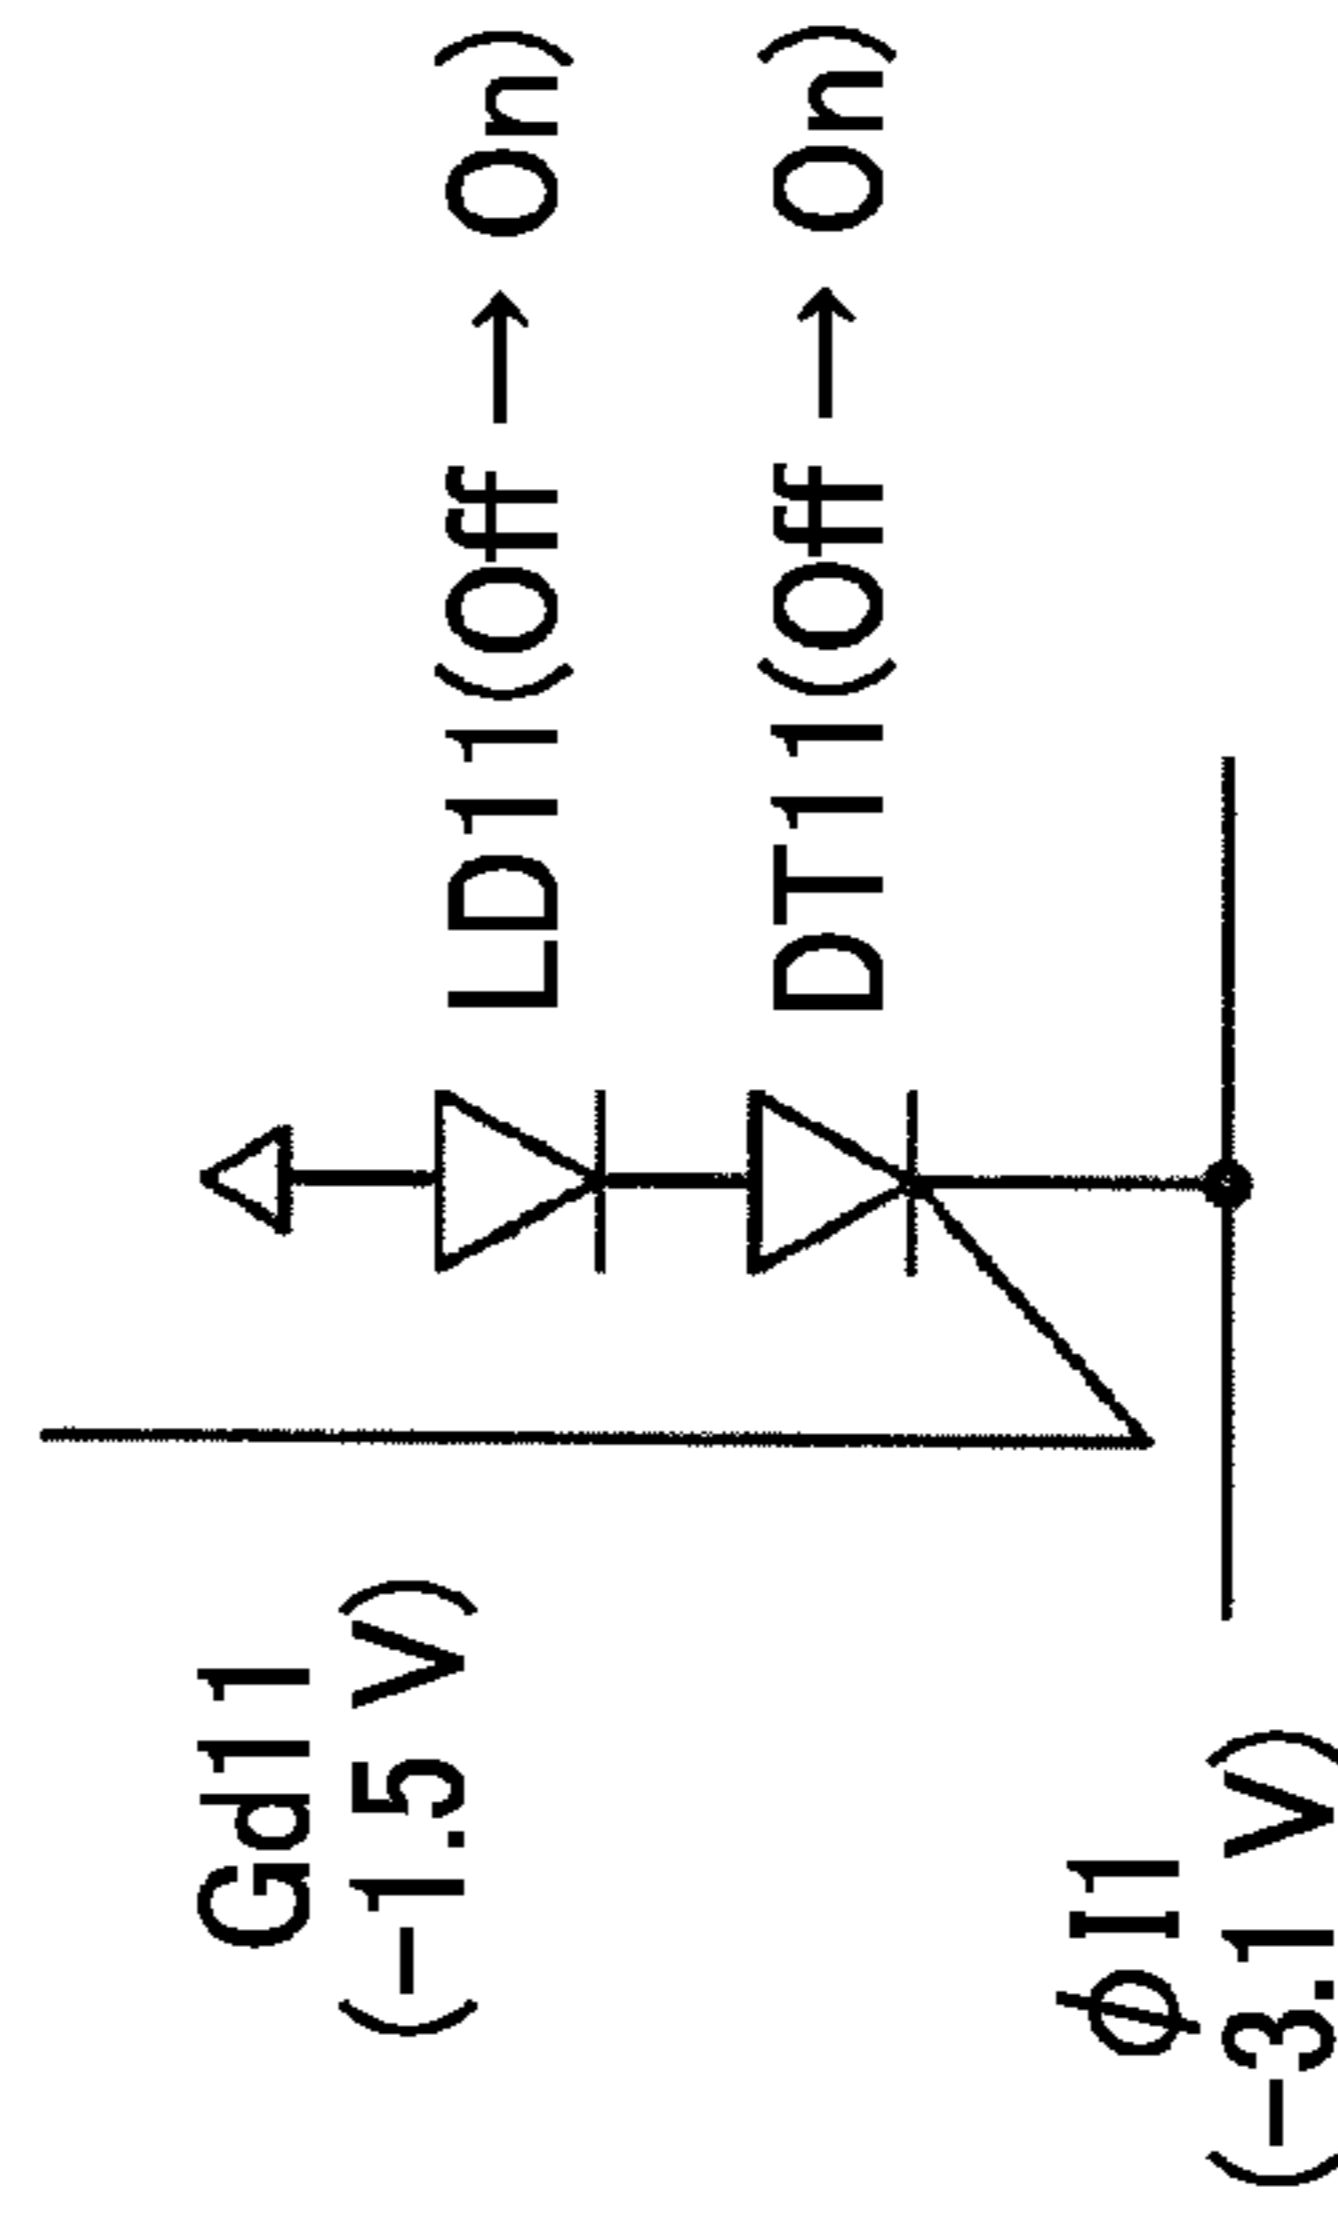 LD11(Off → On)
DT11(Off → On)
Gd11
(−1.5 V)
ϕI1
(−3.1 V)